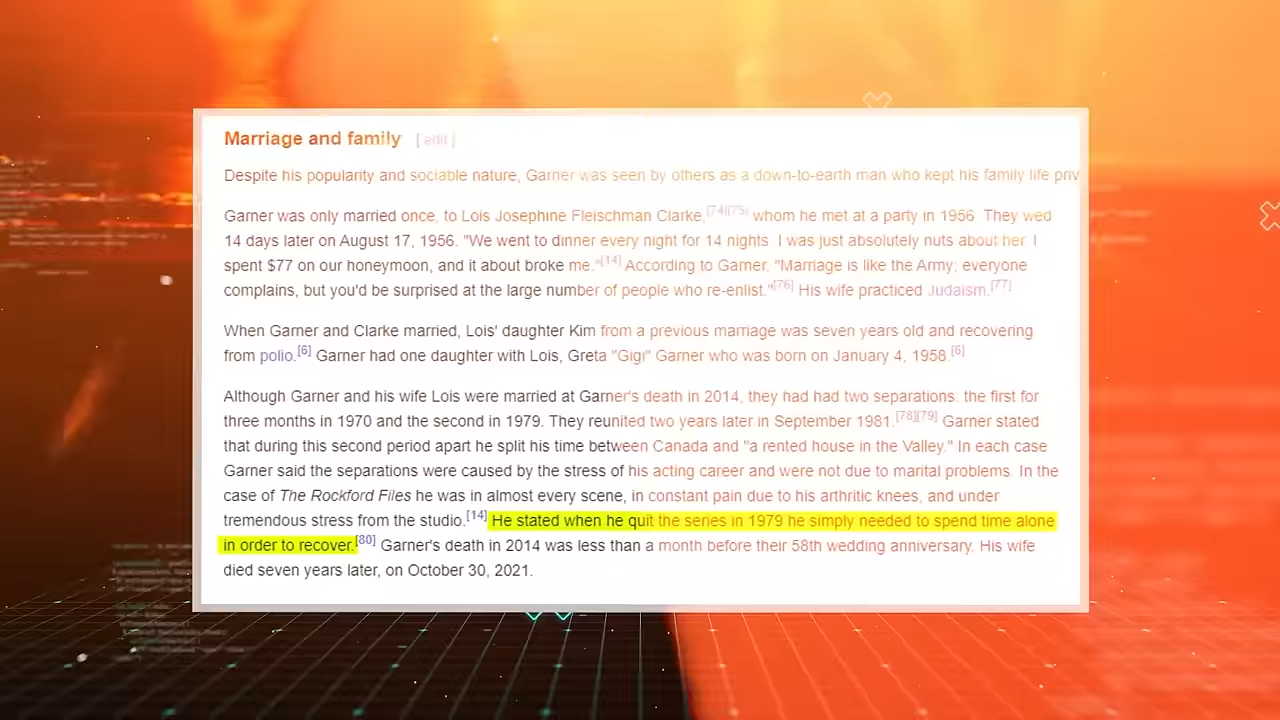 Marriage and family [ edit ]
Despite his popularity and sociable nature, Garner was seen by others as a down-to-earth man who kept his family life priv
Garner was only married once, to Lois Josephine Fleischman Clarke,[74][75] whom he met at a party in 1956. They wed
14 days later on August 17, 1956. "We went to dinner every night for 14 nights. I was just absolutely nuts about her. I
spent $77 on our honeymoon, and it about broke me."[14] According to Garner, "Marriage is like the Army; everyone
complains, but you'd be surprised at the large number of people who re-enlist."[76] His wife practiced Judaism.[77]
When Garner and Clarke married, Lois' daughter Kim from a previous marriage was seven years old and recovering
from polio.[6] Garner had one daughter with Lois, Greta "Gigi" Garner who was born on January 4, 1958.[6]
Although Garner and his wife Lois were married at Garner's death in 2014, they had had two separations. the first for
three months in 1970 and the second in 1979. They reunited two years later in September 1981.[78][79] Garner stated
that during this second period apart he split his time between Canada and "a rented house in the Valley." In each case
Garner said the separations were caused by the stress of his acting career and were not due to marital problems. In the
case of The Rockford Files he was in almost every scene, in constant pain due to his arthritic knees, and under
tremendous stress from the studio.[14] He stated when he quit the series in 1979 he simply needed to spend time alone
in order to recover.[80] Garner's death in 2014 was less than a month before their 58th wedding anniversary. His wife
died seven years later, on October 30, 2021.